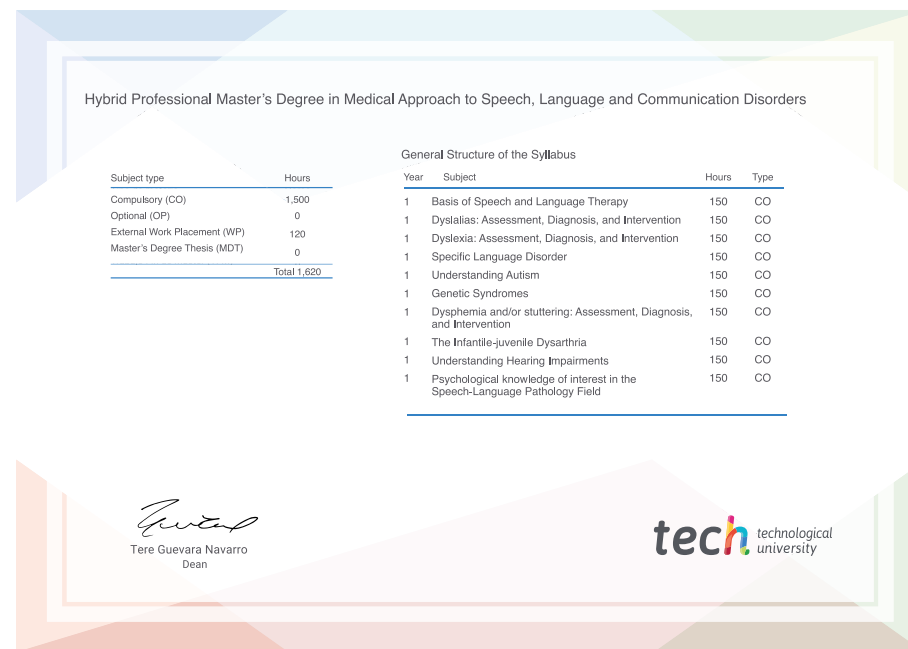 Hybrid Professional Master's Degree in Medical Approach to Speech, Language and Communication Disorders
Subject type Hours
Compulsory (CO) 1,500
Optional (OP) 0
External Work Placement (WP) 120
Master's Degree Thesis (MDT) 0
Total 1,620
General Structure of the Syllabus
Year Subject Hours Type
1 Basis of Speech and Language Therapy 150 CO
1 Dyslalias: Assessment, Diagnosis, and Intervention 150 CO
1 Dyslexia: Assessment, Diagnosis, and Intervention 150 CO
1 Specific Language Disorder 150 CO
1 Understanding Autism 150 CO
1 Genetic Syndromes 150 CO
1 Dysphemia and/or stuttering: Assessment, Diagnosis, 150 CO
and Intervention
1 The Infantile-juvenile Dysarthria 150 CO
1 Understanding Hearing Impairments 150 CO
1 Psychological knowledge of interest in the 150 CO
Speech-Language Pathology Field
Tere Guevara Navarro
Dean
tech technological
university